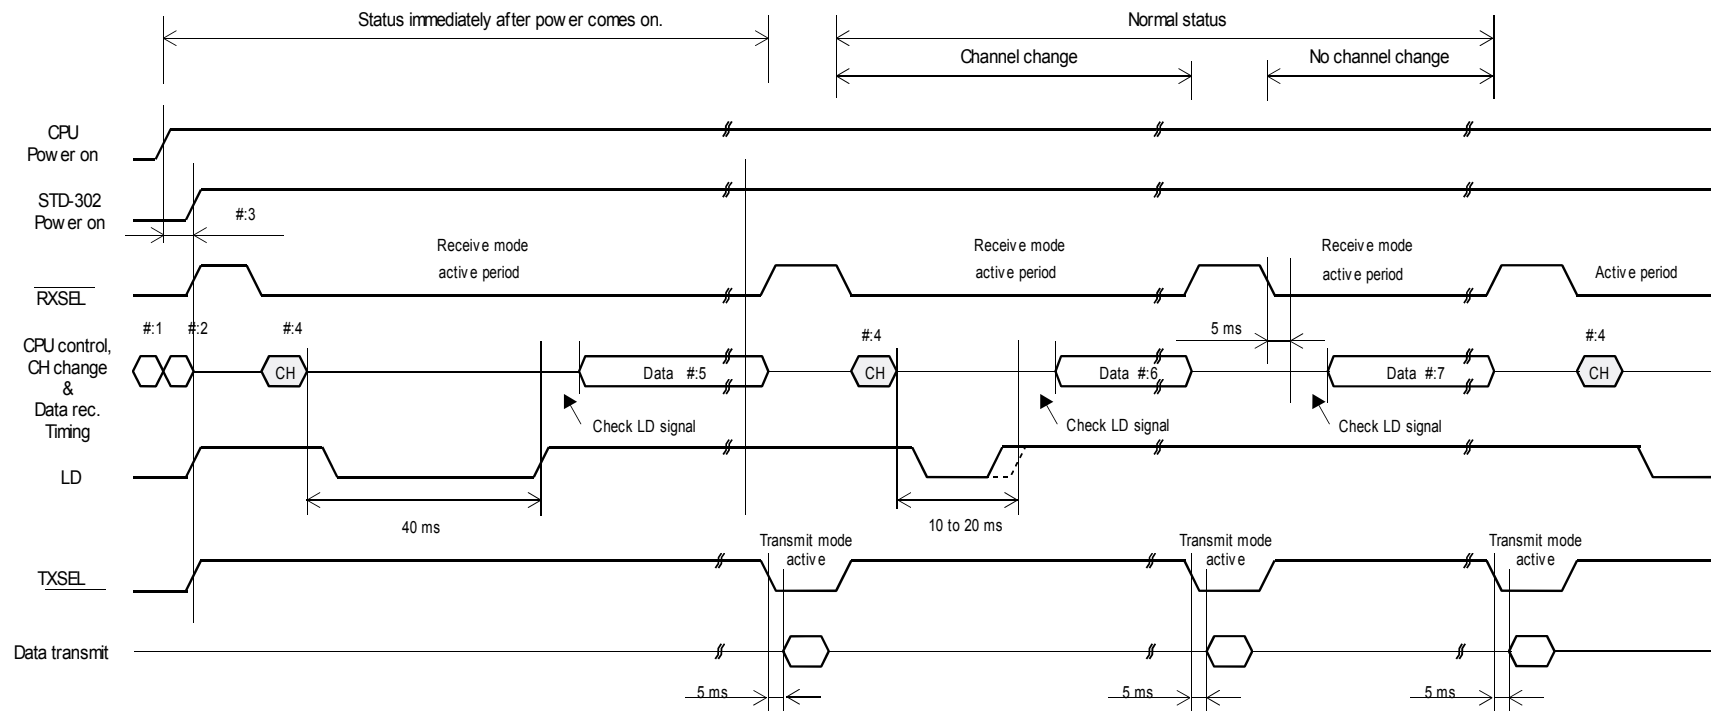 Status immediately after power comes on.
Normal status
Channel change
No channel change
CPU
Power on
STD-302
Power on
#:3
Receive mode
active period
Receive mode
active period
Receive mode
active period
Active period
RXSEL
#:1
#:2
#:4
#:4
5 ms
#:4
CPU control,
CH change
&
Data rec.
Timing
CH
Data #:5
CH
Data #:6
Data #:7
CH
Check LD signal
Check LD signal
Check LD signal
LD
40 ms
10 to 20 ms
Transmit mode
active
Transmit mode
active
Transmit mode
active
TXSEL
Data transmit
5 ms
5 ms
5 ms